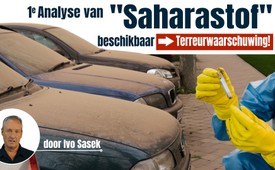 1e Analyse van "Saharastof"
beschikbaar Terreurwaarschuwing!
door Ivo Sasek